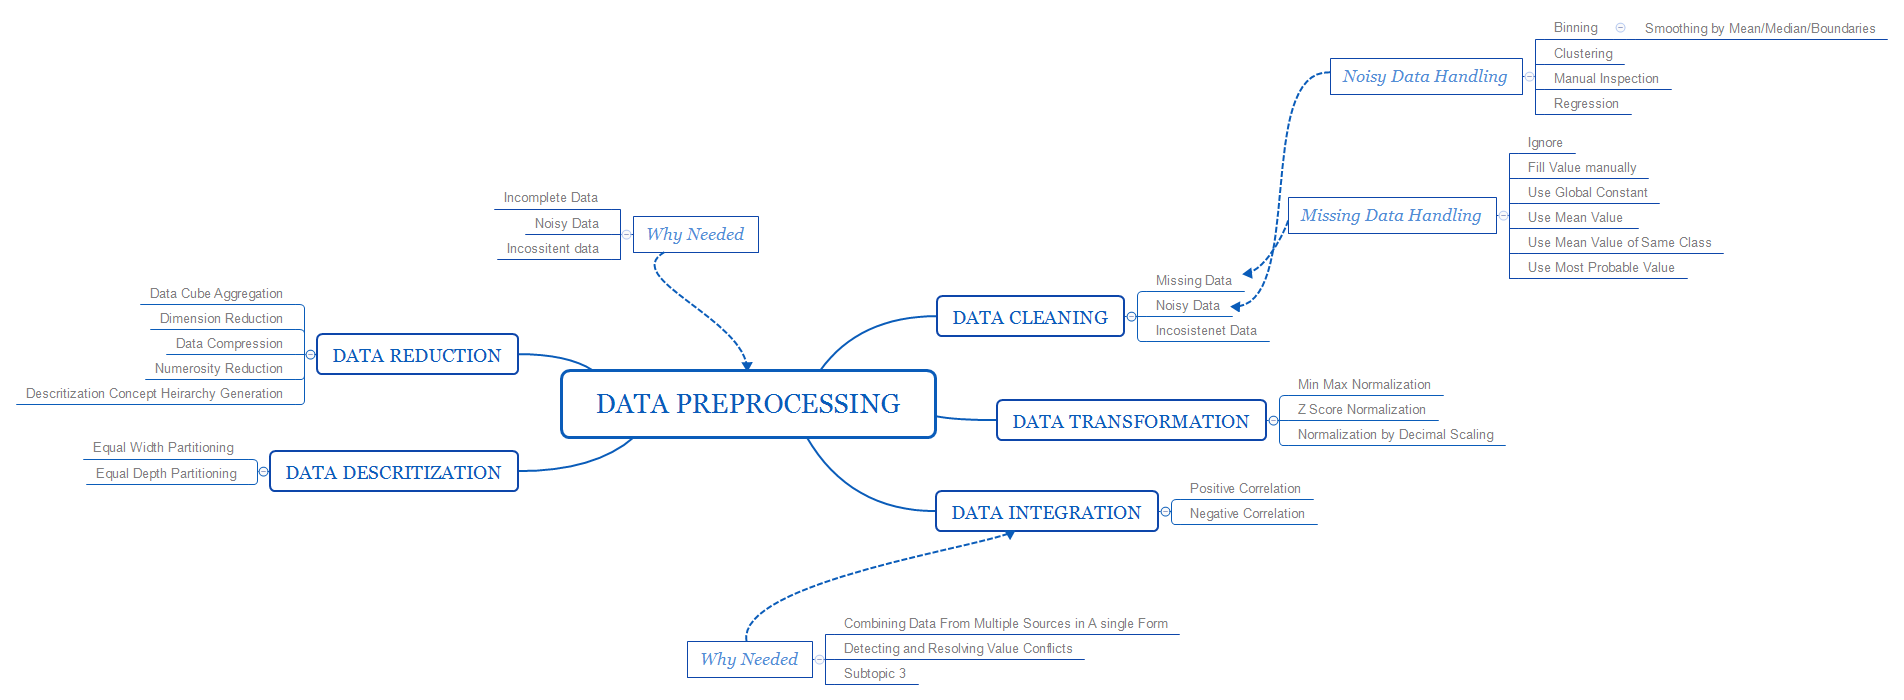 Binning
Smoothing by Mean/Median/Boundaries
Clustering
Noisy Data Handling
Manual Inspection
Regression
Ignore
Fill Value manually
Use Global Constant
Missing Data Handling
Use Mean Value
Use Mean Value of Same Class
Use Most Probable Value
Incomplete Data
Noisy Data
Why Needed
Incossitent data
Missing Data
Noisy Data
Incosistenet Data
DATA CLEANING
Data Cube Aggregation
Dimension Reduction
Data Compression
Numerosity Reduction
Descritization Concept Heirarchy Generation
DATA REDUCTION
DATA PREPROCESSING
Min Max Normalization
Z Score Normalization
Normalization by Decimal Scaling
DATA TRANSFORMATION
Equal Width Partitioning
Equal Depth Partitioning
DATA DESCRITIZATION
Positive Correlation
Negative Correlation
DATA INTEGRATION
Combining Data From Multiple Sources in A single Form
Detecting and Resolving Value Conflicts
Why Needed
Subtopic 3